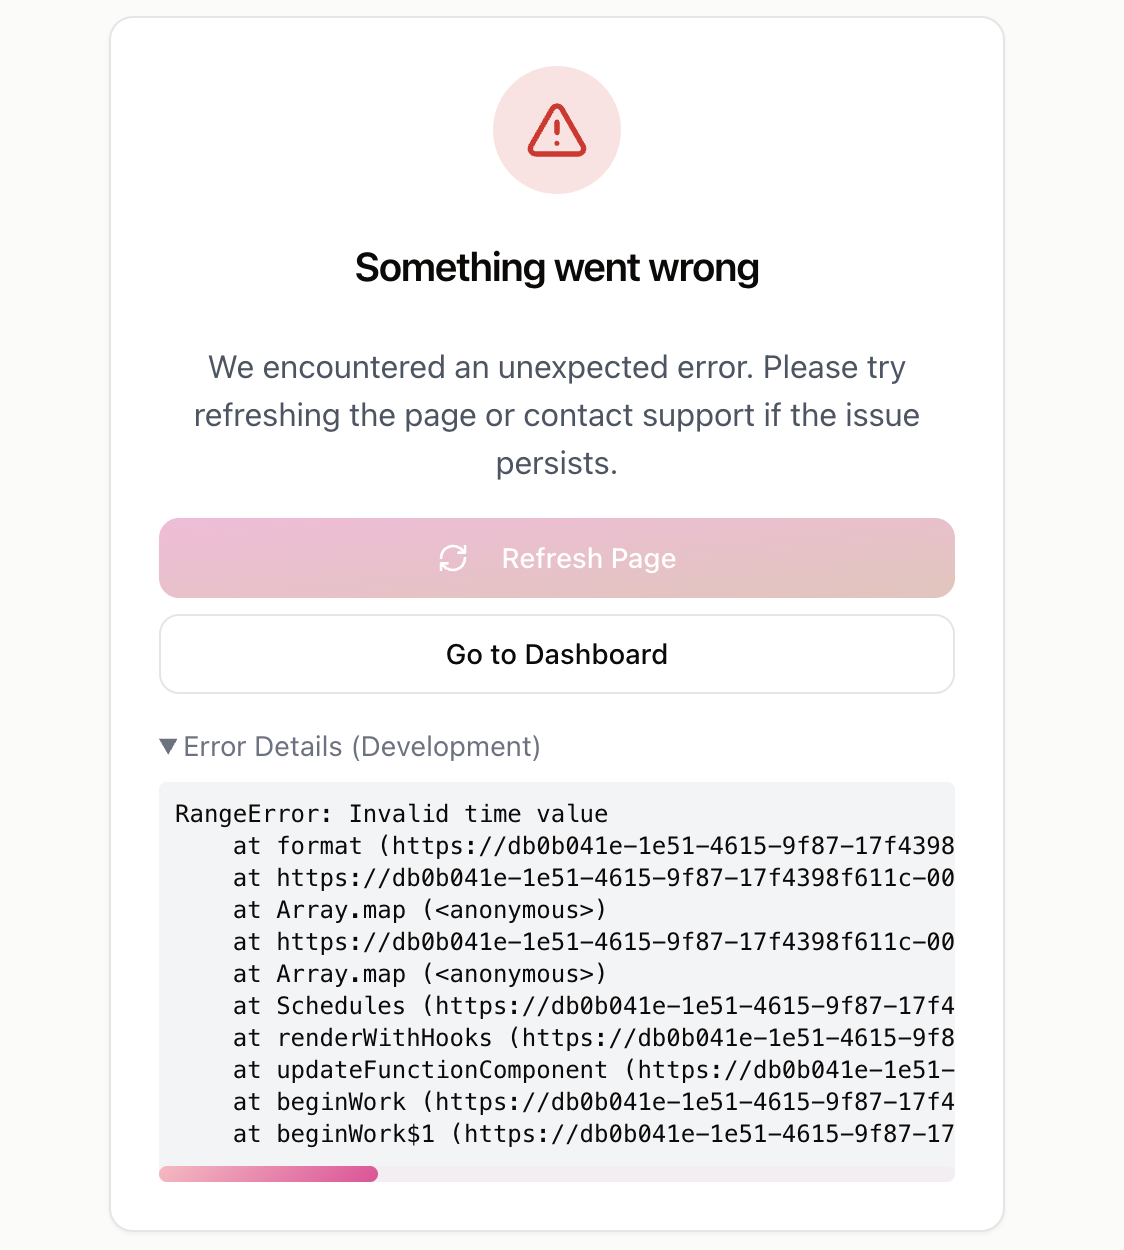 Something went wrong
We encountered an unexpected error. Please try
refreshing the page or contact support if the issue
persists.
Refresh Page
Go to Dashboard
▼ Error Details (Development)
RangeError: Invalid time value
    at format (https://db0b041e-1e51-4615-9f87-17f4398
    at https://db0b041e-1e51-4615-9f87-17f4398f611c-00
    at Array.map (<anonymous>)
    at https://db0b041e-1e51-4615-9f87-17f4398f611c-00
    at Array.map (<anonymous>)
    at Schedules (https://db0b041e-1e51-4615-9f87-17f4
    at renderWithHooks (https://db0b041e-1e51-4615-9f8
    at updateFunctionComponent (https://db0b041e-1e51-
    at beginWork (https://db0b041e-1e51-4615-9f87-17f4
    at beginWork$1 (https://db0b041e-1e51-4615-9f87-17